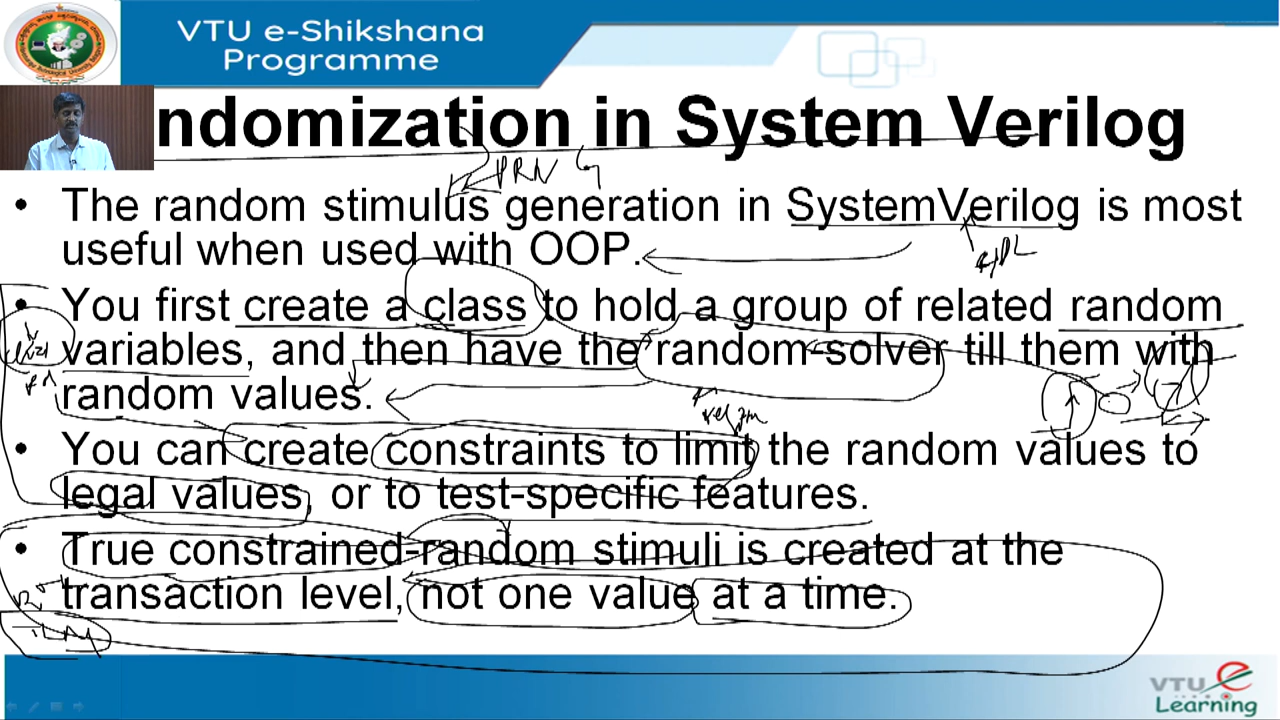 VTU e-Shikshana
Programme
ndomization in System Verilog
PRNG
• The random stimulus generation in SystemVerilog is most
useful when used with OOP.
• You first create a class to hold a group of related random
variables, and then have the random-solver till them with
random values.
• You can create constraints to limit the random values to
legal values, or to test-specific features.
• True constrained-random stimuli is created at the
transaction level, not one value at a time.
VTU e
Learning